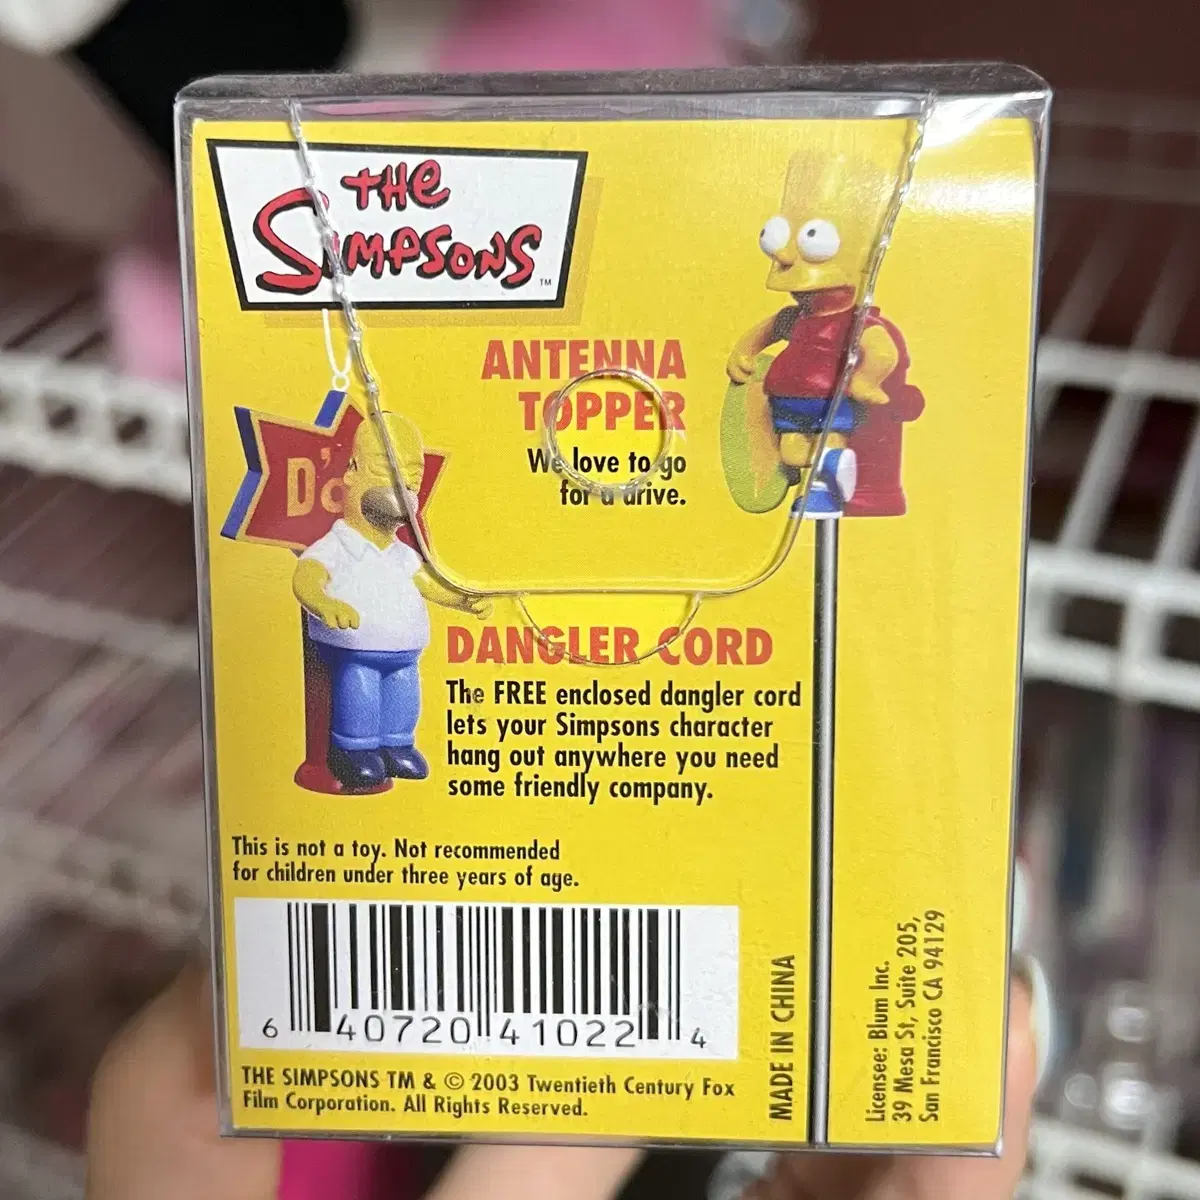 THE
SIMPSONS TM
ANTENNA
TOPPER
We love to go
for a drive.
D'o
DANGLER CORD
The FREE enclosed dangler cord
lets your Simpsons character
hang out anywhere you need
some friendly company.
This is not a toy. Not recommended
for children under three years of age.
6 40720 41022 4
THE SIMPSONS TM & © 2003 Twentieth Century Fox
Film Corporation. All Rights Reserved.
MADE IN CHINA
Licensee: Blum Inc.
39 Mesa St, Suite 205,
San Francisco CA 94129